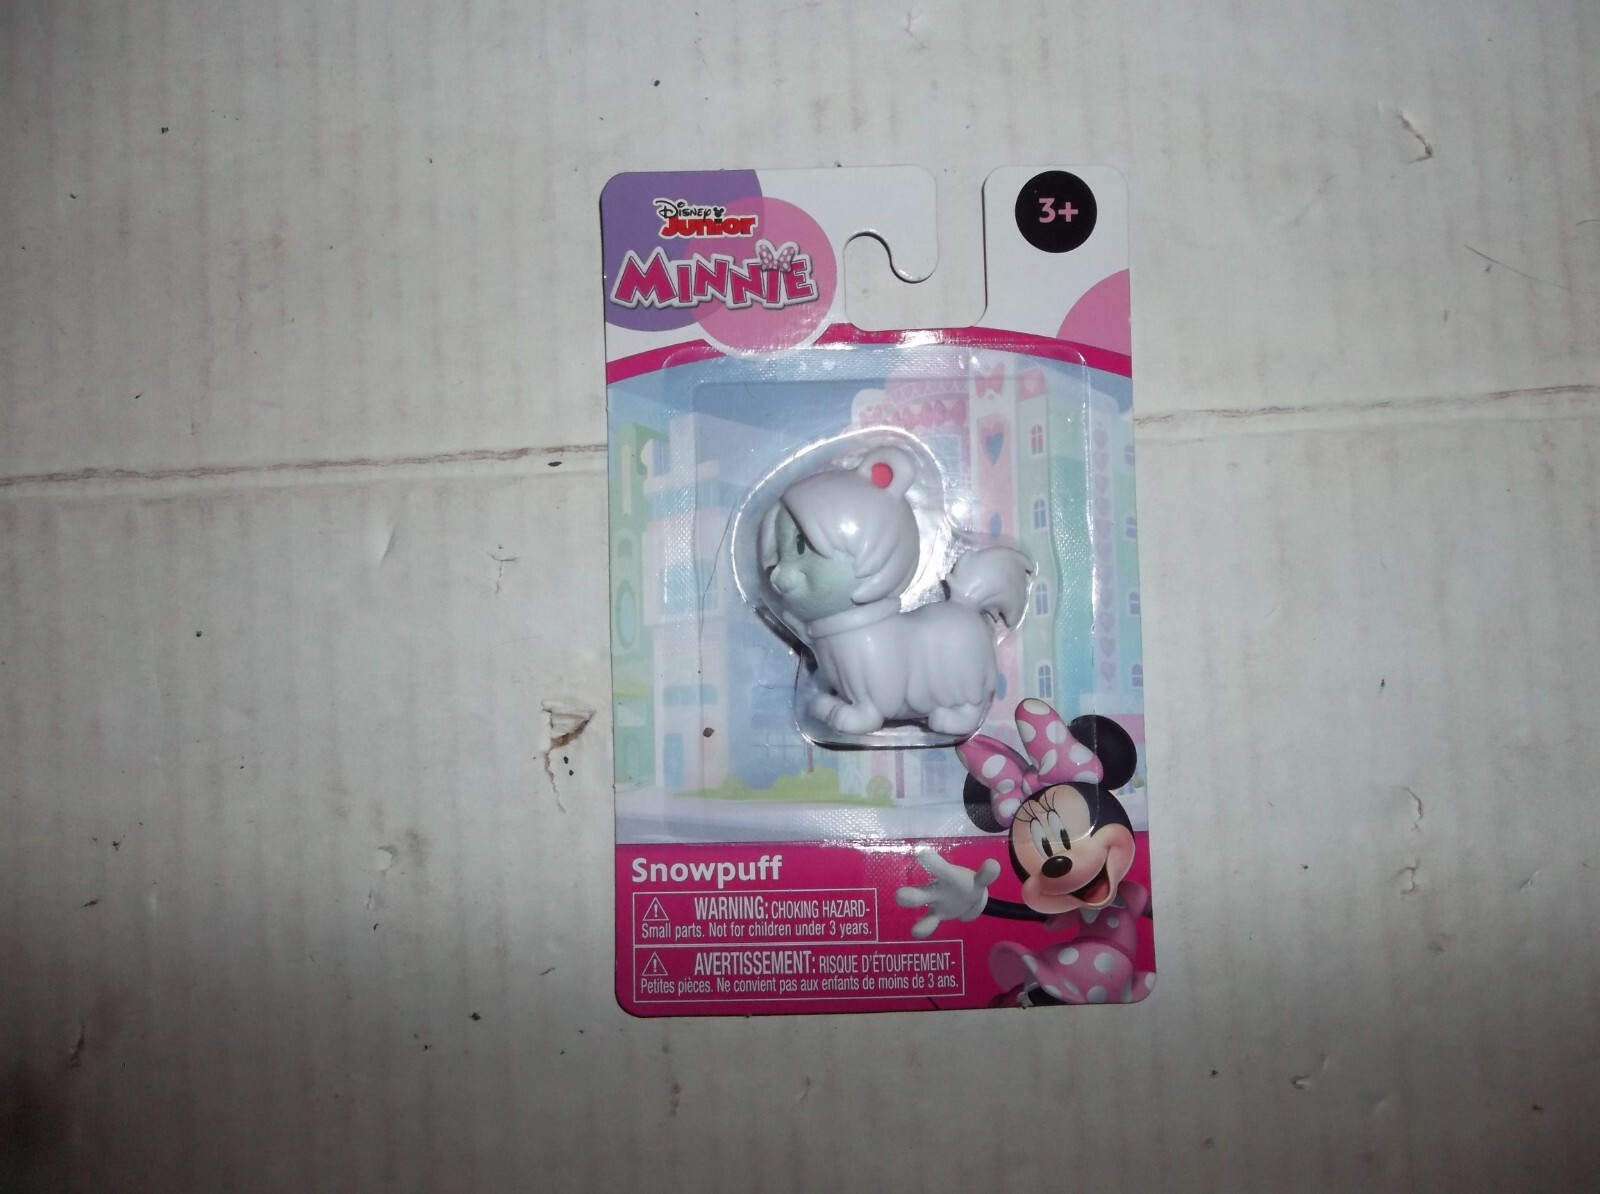 Disney
Junior
MINNIE
3+
Snowpuff
WARNING: CHOKING HAZARD-
Small parts. Not for children under 3 years.
AVERTISSEMENT: RISQUE D'ÉTOUFFEMENT-
Petites pièces. Ne convient pas aux enfants de moins de 3 ans.